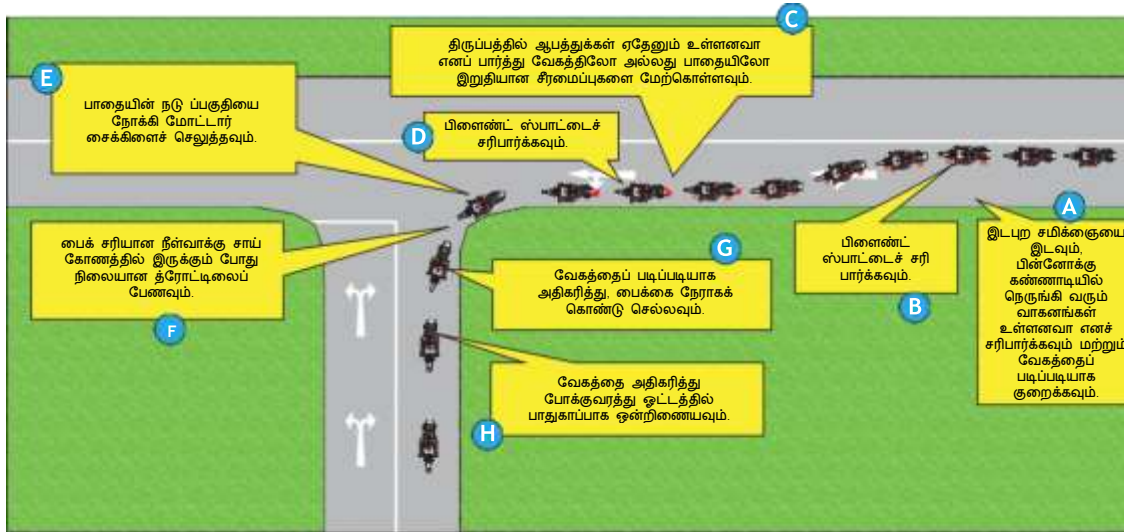 C
திருப்பத்தில் ஆபத்துக்கள் ஏதேனும் உள்ளனவா
எனப் பார்த்து வேகத்திலோ அல்லது பாதையிலோ
இறுதியான சீரமைப்புகளை மேற்கொள்ளவும்.
E
பாதையின் நடு ப்பகுதியை
நோக்கி மோட்டார்
சைக்கிளைச் செலுத்தவும்.
D
பிளைண்ட் ஸ்பாட்டைச்
சரிபார்க்கவும்.
A
இடபுற சமிக்ஞையை
இடவும்,
பின்னோக்கு
கண்ணாடியில்
நெருங்கி வரும்
வாகனங்கள்
உள்ளனவா எனச்
சரிபார்க்கவும் மற்றும்
வேகத்தைப்
படிப்படியாக
குறைக்கவும்.
பிளைண்ட்
ஸ்பாட்டைச் சரி
பார்க்கவும்.
B
பைக் சரியான நீள்வாக்கு சாய்
கோணத்தில் இருக்கும் போது
நிலையான த்ரோட்டிலைப்
பேணவும்.
F
G
வேகத்தைப் படிப்படியாக
அதிகரித்து, பைக்கை நேராகக்
கொண்டு செல்லவும்.
வேகத்தை அதிகரித்து
போக்குவரத்து ஓட்டத்தில்
பாதுகாப்பாக ஒன்றிணையவும்.
H